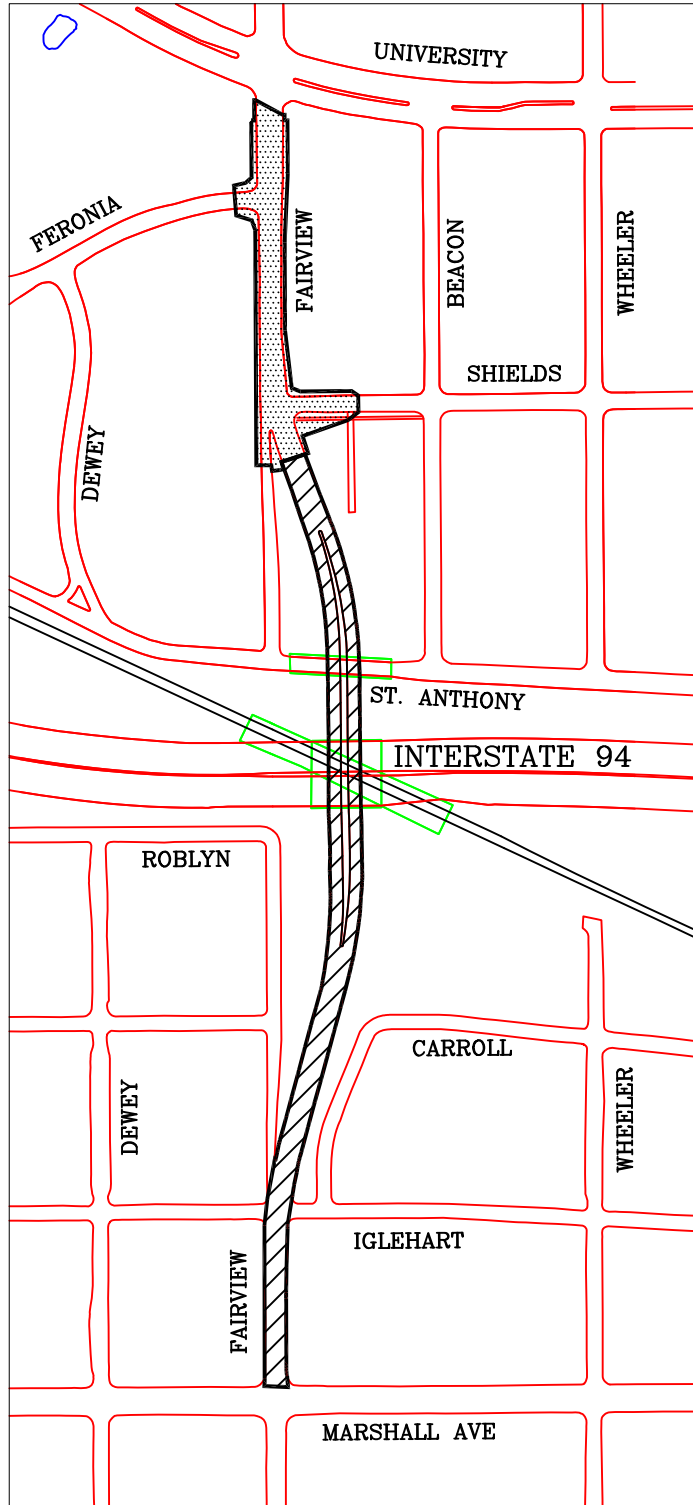 UNIVERSITY
FERONIA
FAIRVIEW
BEACON
WHEELER
SHIELDS
DEWEY
ST. ANTHONY
INTERSTATE 94
ROBLYN
CARROLL
DEWEY
WHEELER
IGLEHART
FAIRVIEW
MARSHALL AVE